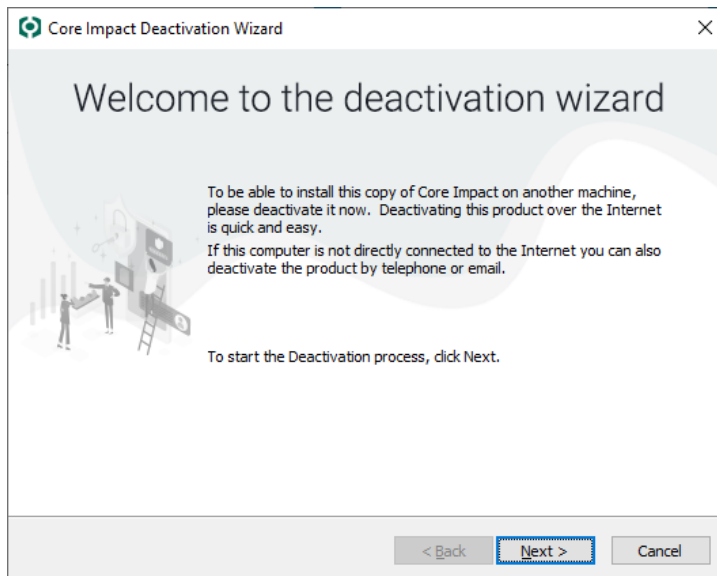 Core Impact Deactivation Wizard
Welcome to the deactivation wizard
To be able to install this copy of Core Impact on another machine,
please deactivate it now.  Deactivating this product over the Internet
is quick and easy.
If this computer is not directly connected to the Internet you can also
deactivate the product by telephone or email.
To start the Deactivation process, click Next.
< Back
Next >
Cancel